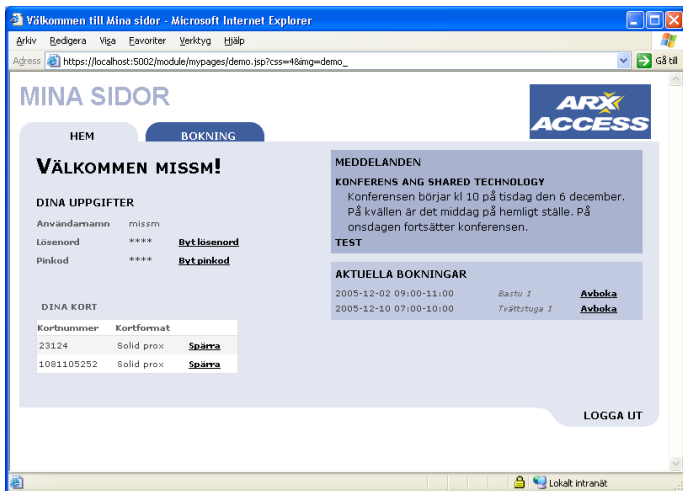 Välkommen till Mina sidor - Microsoft Internet Explorer
Arkiv Redigera Visa Favoriter Verktyg Hjälp
Adress https://localhost:5002/module/mypages/demo.jsp?css=4&img=demo_ Gå till
MINA SIDOR
ARX ACCESS
HEM BOKNING
VÄLKOMMEN MISSM!
DINA UPPGIFTER
Användarnamn missm
Lösenord **** Byt lösenord
Pinkod **** Byt pinkod
DINA KORT
Kortnummer Kortformat
23124 Solid prox Spärra
1081105252 Solid prox Spärra
MEDDELANDEN
KONFERENS ANG SHARED TECHNOLOGY
Konferensen börjar kl 10 på tisdag den 6 december.
På kvällen är det middag på hemligt ställe. På
onsdagen fortsätter konferensen.
TEST
AKTUELLA BOKNINGAR
2005-12-02 09:00-11:00 Bastu 1 Avboka
2005-12-10 07:00-10:00 Tvättstuga 1 Avboka
LOGGA UT
Lokalt intranät